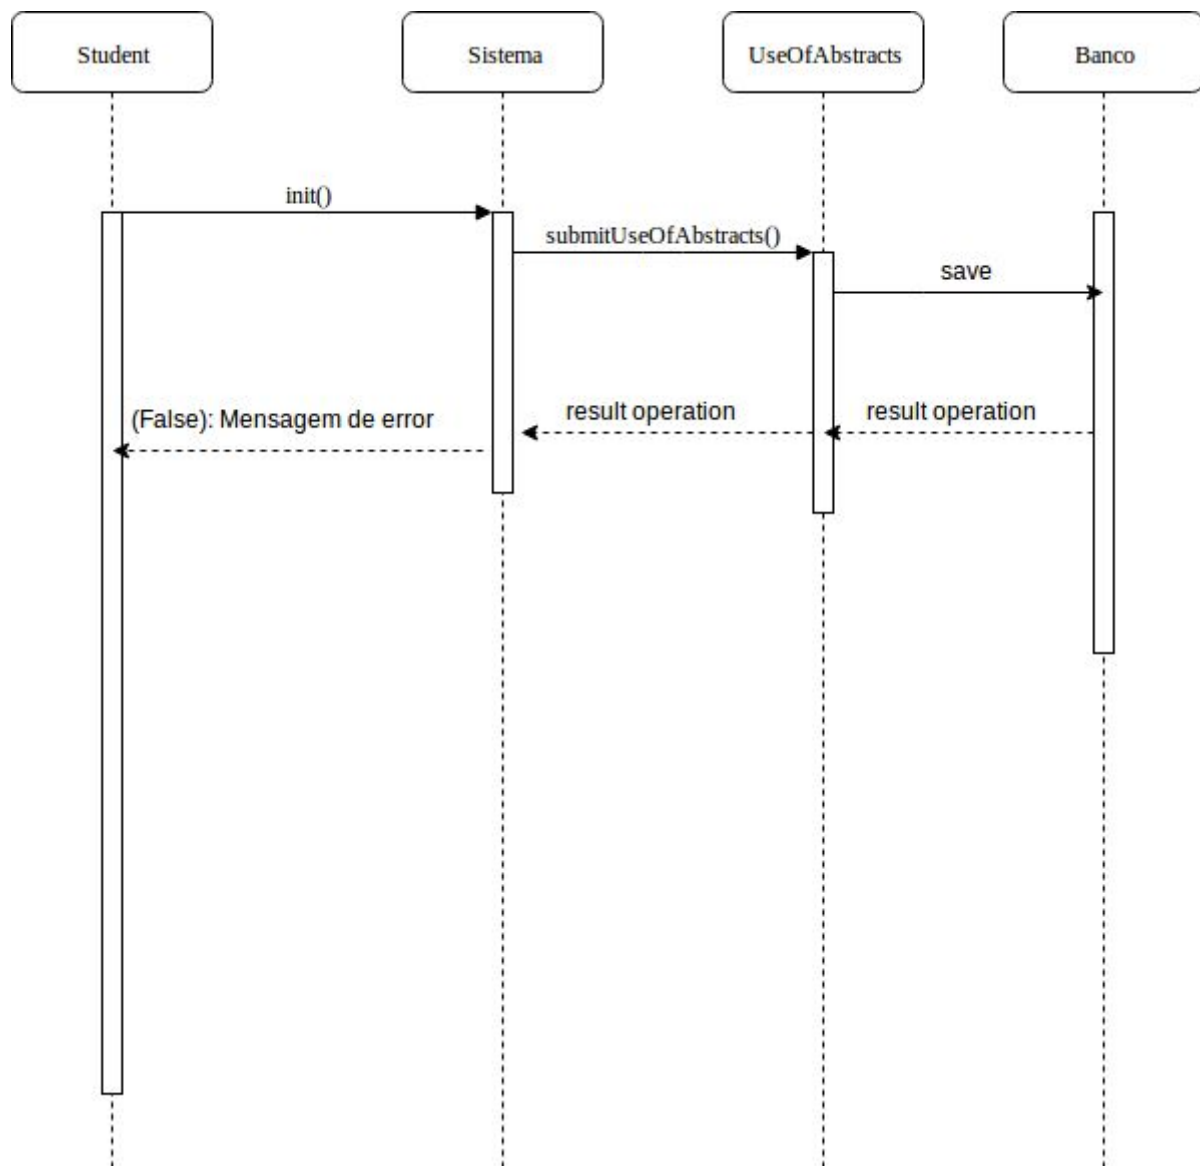 Student
Sistema
UseOfAbstracts
Banco
init()
submitUseOfAbstracts()
save
(False): Mensagem de error
result operation
result operation